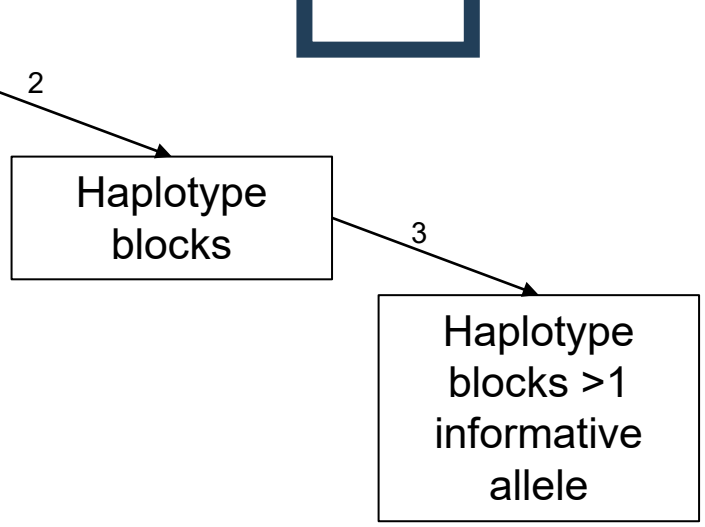 2
Haplotype
blocks
3
Haplotype
blocks >1
informative
allele